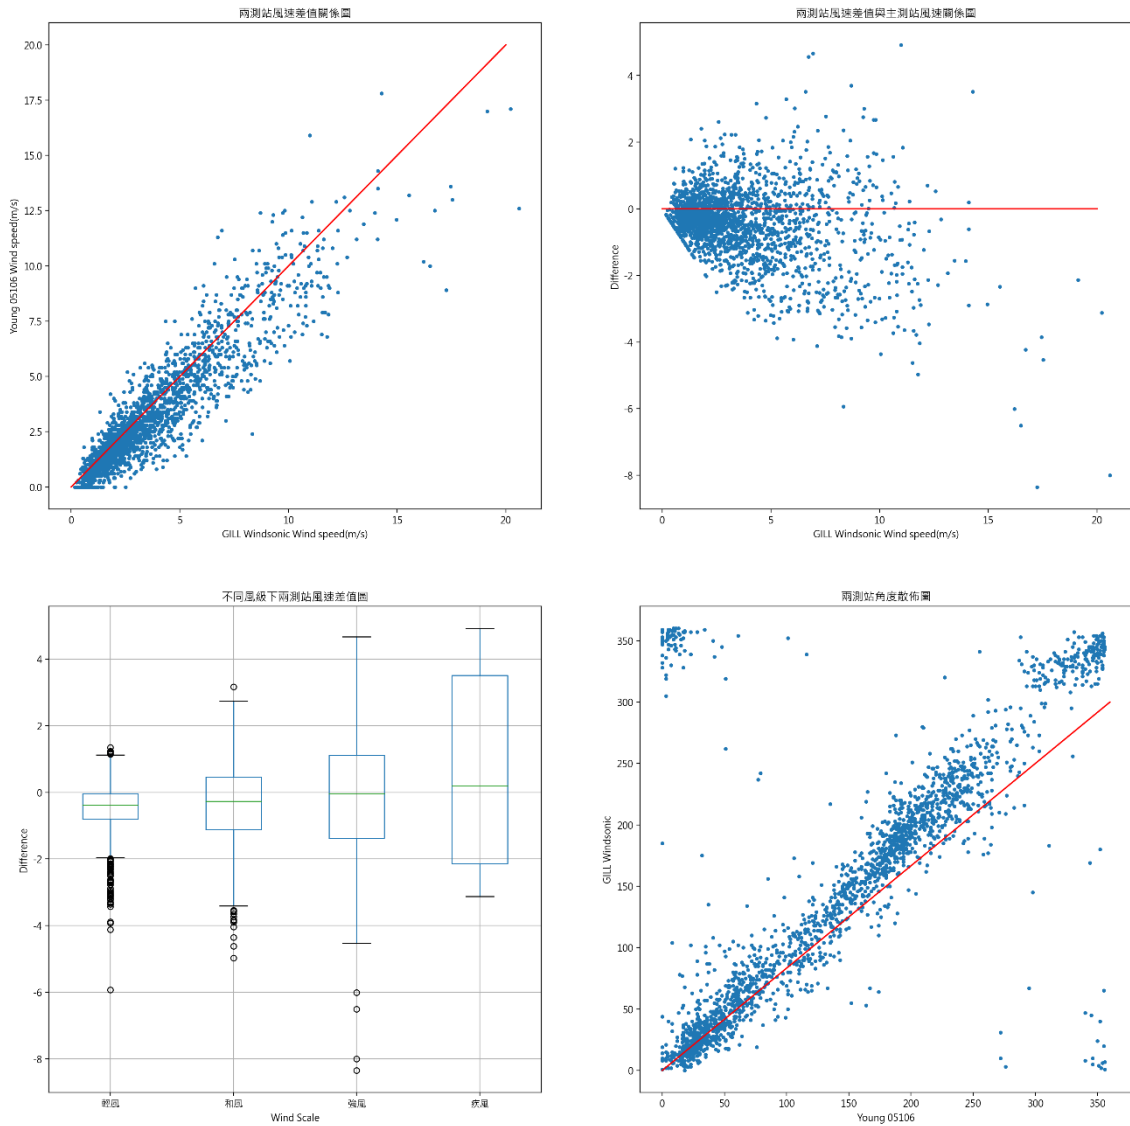 兩測站風速差值關係圖
20.0
17.5
15.0
12.5
10.0
7.5
5.0
2.5
0.0
Young 05106 Wind speed(m/s)
0 5 10 15 20
GILL Windsonic Wind speed(m/s)
兩測站風速差值與主測站風速關係圖
4
2
0
-2
-4
-6
-8
Difference
0 5 10 15 20
GILL Windsonic Wind speed(m/s)
不同風級下兩測站風速差值圖
4
2
0
-2
-4
-6
-8
Difference
輕風 和風 強風 疾風
Wind Scale
兩測站角度散佈圖
350
300
250
200
150
100
50
0
GILL Windsonic
0 50 100 150 200 250 300 350
Young 05106